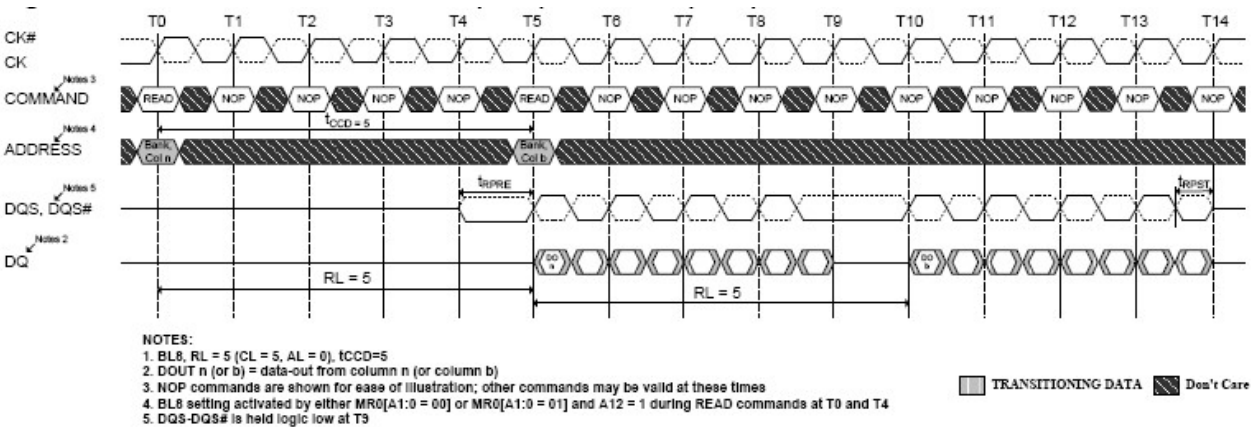 T0 T1 T2 T3 T4 T5 T6 T7 T8 T9 T10 T11 T12 T13 T14
CK#
CK
Notes 3
COMMAND READ NOP NOP NOP NOP READ NOP NOP NOP NOP NOP NOP NOP NOP NOP
tCCD = 5
Notes 4
ADDRESS Bank, Col n Bank, Col b
Notes 5
tRPRE tRPST
DQS, DQS#
Notes 2
DQ DO n DO b
RL = 5 RL = 5
NOTES:
1. BL8, RL = 5 (CL = 5, AL = 0), tCCD=5
2. DOUT n (or b) = data-out from column n (or column b)
3. NOP commands are shown for ease of illustration; other commands may be valid at these times
4. BL8 setting activated by either MR0[A1:0 = 00] or MR0[A1:0 = 01] and A12 = 1 during READ commands at T0 and T4
5. DQS-DQS# is held logic low at T9
TRANSITIONING DATA Don't Care